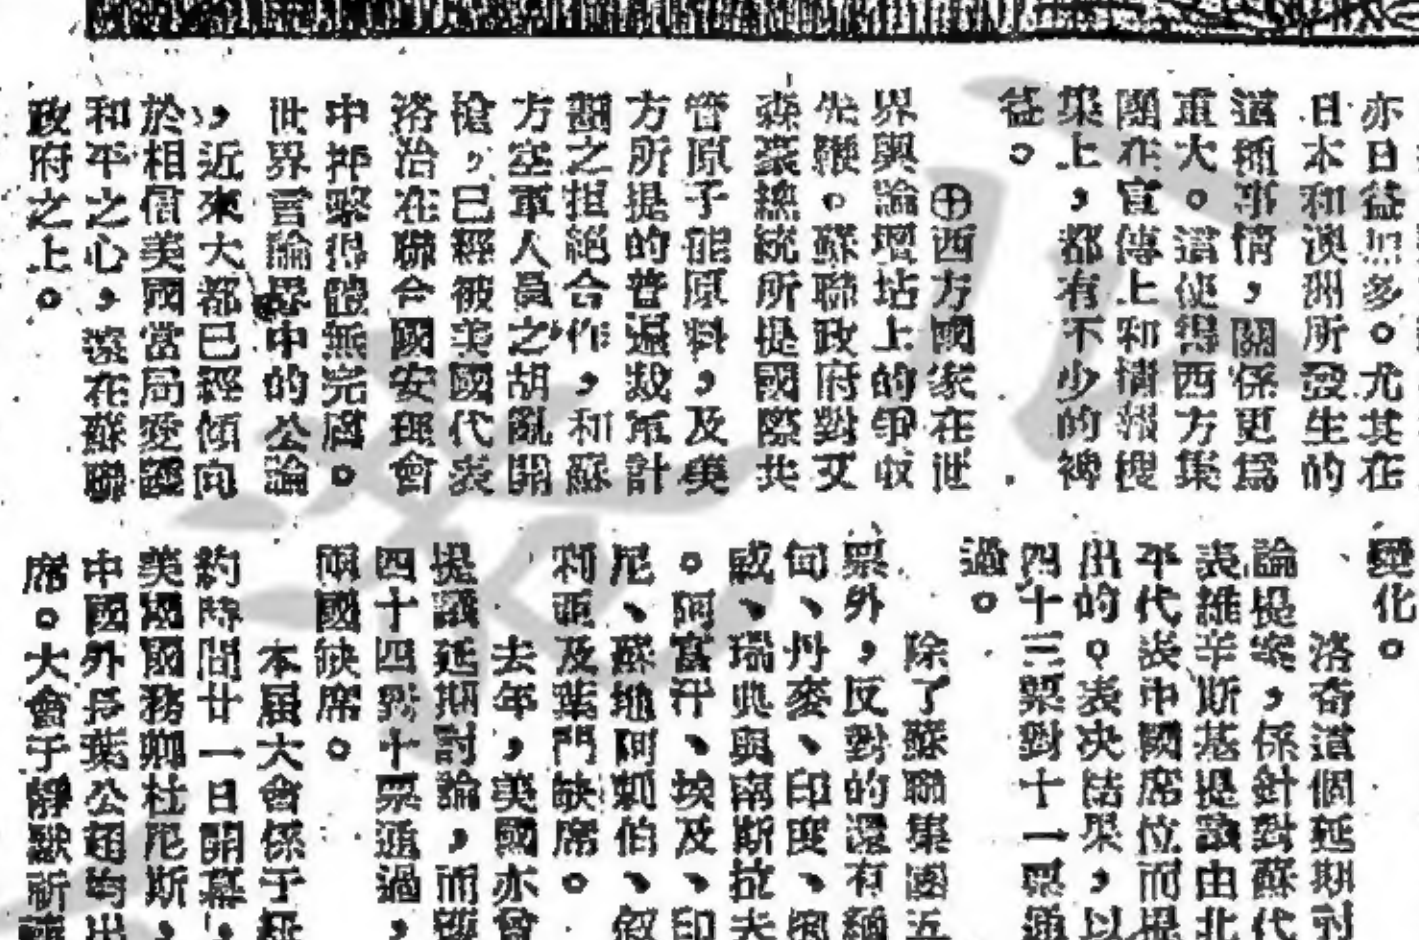 亦日益加多。尤其在
日本和澳洲所發生的
這種事情,關係更爲
重大。這使得西方集
團在宣傳上和情報搜
集上,都有不少的裨
益。
㊉西方國家在世
界輿論壇坫上的爭取
先鞭。蘇聯政府對艾
森豪總統所提國際共
管原子能原料,及美
方所提的普遍裁軍計
劃之拒絕合作,和蘇
方空軍人員之胡亂開
槍,已經被美國代表
洛治在聯合國安理會
中抨擊得體無完膚。
世界言論界中的公論
,近來大都已經傾向
於相信美國當局愛護
和平之心,遠在蘇聯
政府之上。
變化。
洛奇這個延期討
論提案,係針對蘇代
表維辛斯基提議由北
平代表中國席位而提
出的。表决結果,以
四十三票對十一票通
過。
除了蘇聯集團五
票外,反對的還有緬
甸、丹麥、印度、挪
威、瑞典與南斯拉夫
。阿富汗、埃及、印
尼、蘇地阿剌伯、叙
利亞及葉門缺席。
去年,美國亦曾
提議延期討論,而獲
四十四對十票通過,
兩國缺席。
本届大會係于紐
約時間廿一日開幕,
美國國務卿杜尼斯,
中國外長葉公超均出
席。大會于靜默祈禱